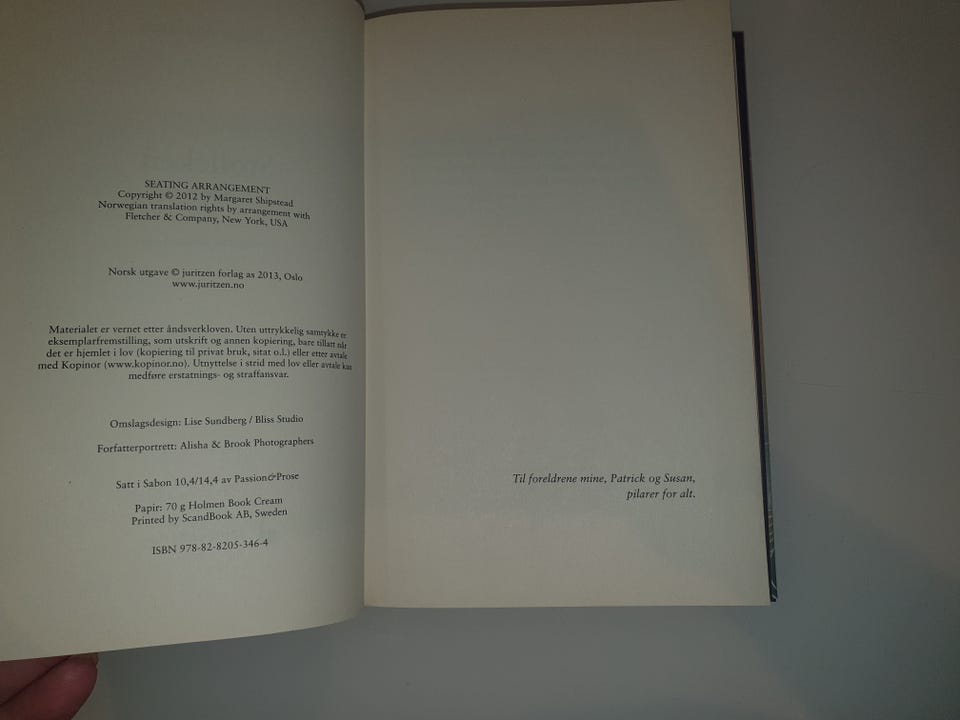 SEATING ARRANGEMENT
Copyright © 2012 by Margaret Shipstead
Norwegian translation rights by arrangement with
Fletcher & Company, New York, USA
Norsk utgave © juritzen forlag as 2013, Oslo
www.juritzen.no
Materialet er vernet etter åndsverkloven. Uten uttrykkelig samtykke er
eksemplarfremstilling, som utskrift og annen kopiering, bare tillatt når
det er hjemlet i lov (kopiering til privat bruk, sitat o.l.) eller etter avtale
med Kopinor (www.kopinor.no). Utnyttelse i strid med lov eller avtale kan
medføre erstatnings- og straffansvar.
Omslagsdesign: Lise Sundberg / Bliss Studio
Forfatterportrett: Alisha & Brook Photographers
Satt i Sabon 10,4/14,4 av Passion&Prose
Papir: 70 g Holmen Book Cream
Printed by ScandBook AB, Sweden
ISBN 978-82-8205-346-4
Til foreldrene mine, Patrick og Susan,
pilarer for alt.